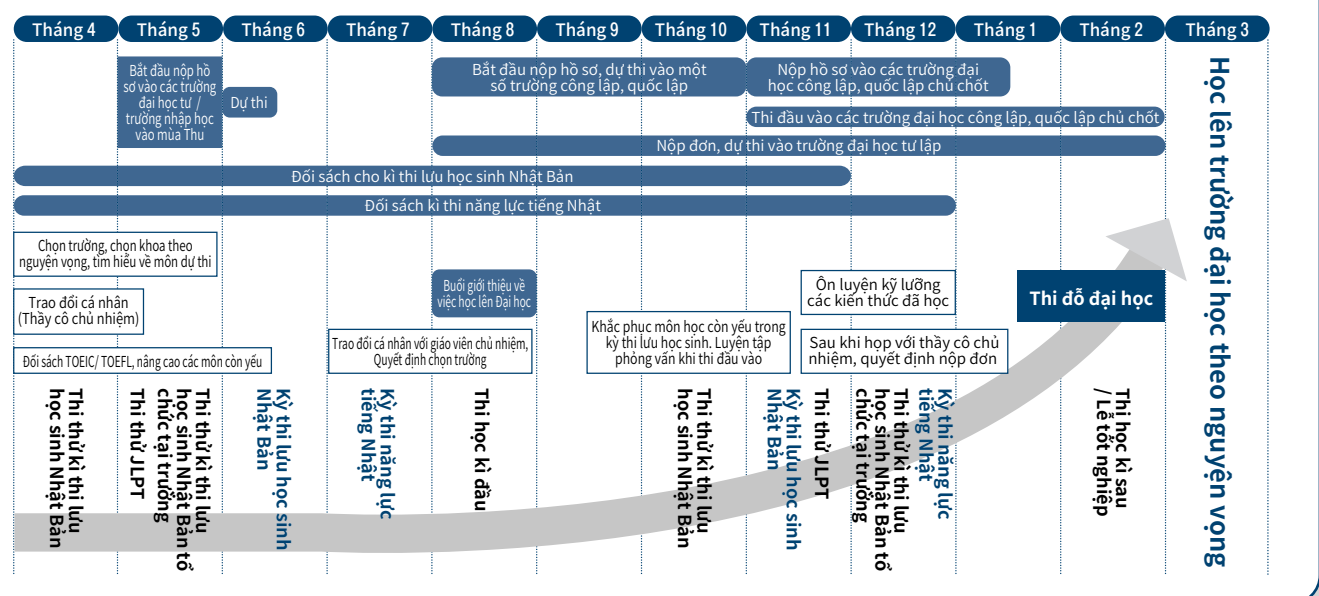 Tháng 4
Tháng 5
Tháng 6
Tháng 7
Tháng 8
Tháng 9
Tháng 10
Tháng 11
Tháng 12
Tháng 1
Tháng 2
Tháng 3
Bắt đầu nộp hồ
sơ vào các trường
đại học tư /
trường nhập học
vào mùa Thu
Dự thi
Bắt đầu nộp hồ sơ, dự thi vào một
số trường công lập, quốc lập
Nộp hồ sơ vào các trường đại
học công lập, quốc lập chủ chốt
Thi đầu vào các trường đại học công lập, quốc lập chủ chốt
Nộp đơn, dự thi vào trường đại học tư lập
Đối sách cho kì thi lưu học sinh Nhật Bản
Đối sách kì thi năng lực tiếng Nhật
Chọn trường, chọn khoa theo
nguyện vọng, tìm hiểu về môn dự thi
Trao đổi cá nhân
(Thầy cô chủ nhiệm)
Đối sách TOEIC/ TOEFL, nâng cao các môn còn yếu
Buổi giới thiệu về
việc học lên Đại học
Trao đổi cá nhân với giáo viên chủ nhiệm,
Quyết định chọn trường
Khắc phục môn học còn yếu trong
kỳ thi lưu học sinh. Luyện tập
phỏng vấn khi thi đầu vào
Ôn luyện kỹ lưỡng
các kiến thức đã học
Sau khi họp với thầy cô chủ
nhiệm, quyết định nộp đơn
Thi đỗ đại học
Thi thử kì thi lưu
học sinh Nhật Bản
Thi thử JLPT
Thi thử kì thi lưu
học sinh Nhật Bản tổ
chức tại trường
Kỳ thi lưu học sinh
Nhật Bản
Kỳ thi năng lực
tiếng Nhật
Thi học kì đầu
Thi thử kì thi lưu
học sinh Nhật Bản
Kỳ thi lưu học sinh
Nhật Bản
Thi thử JLPT
Thi thử kì thi lưu
học sinh Nhật Bản tổ
chức tại trường
Kỳ thi năng lực
tiếng Nhật
Thi học kì sau
/ Lễ tốt nghiệp
Học lên trường đại học theo nguyện vọng